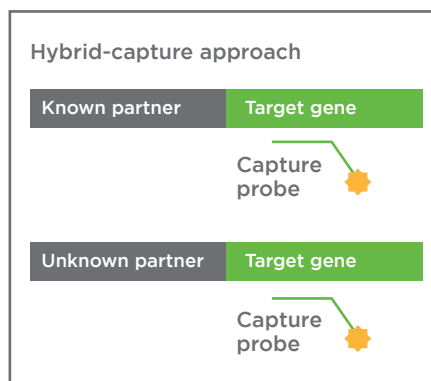 Hybrid-capture approach
Known partner Target gene
Capture
probe
Unknown partner Target gene
Capture
probe